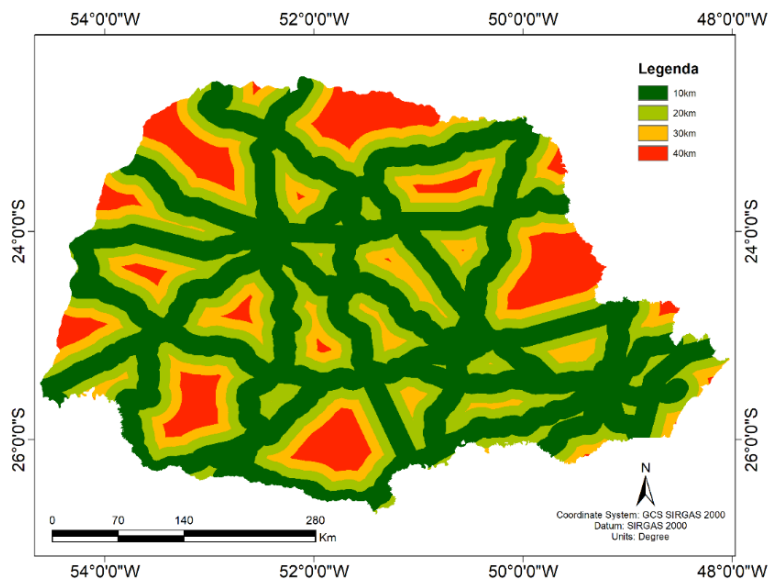 54°0'0"W 52°0'0"W 50°0'0"W 48°0'0"W
Legenda
10km
20km
30km
40km
24°0'0"S 24°0'0"S
26°0'0"S 26°0'0"S
N
Coordinate System: GCS SIRGAS 2000
Datum: SIRGAS 2000
Units: Degree
0 70 140 280
Km
54°0'0"W 52°0'0"W 50°0'0"W 48°0'0"W